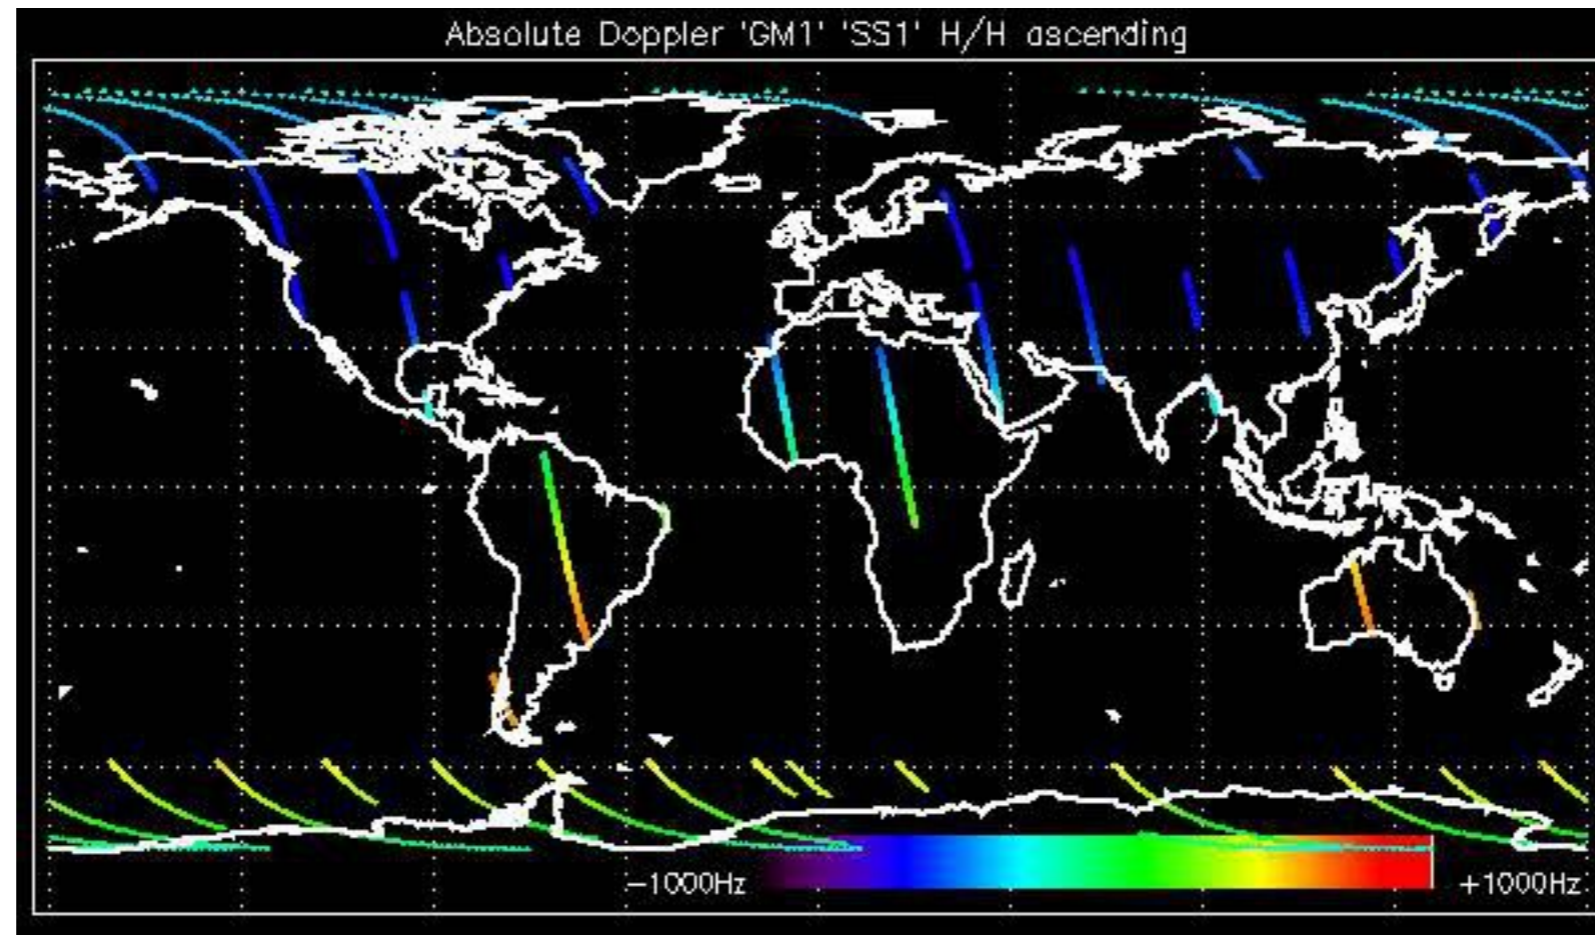 Absolute Doppler 'GM1' 'SS1' H/H ascending
−1000Hz
+1000Hz